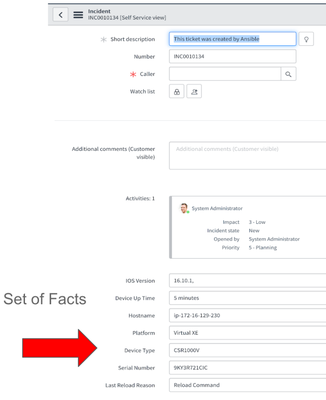 Incident
INC0010134 [Self Service view]
Short description This ticket was created by Ansible
Number INC0010134
Caller
Watch list
Additional comments (Customer visible) Additional comments (Customer visible)
Activities: 1
System Administrator
Impact 3 - Low
Incident state New
Opened by System Administrator
Priority 5 - Planning
IOS Version 16.10.1,
Set of Facts
Device Up Time 5 minutes
Hostname ip-172-16-129-230
Platform Virtual XE
Device Type CSR1000V
Serial Number 9KY3R721CIC
Last Reload Reason Reload Command